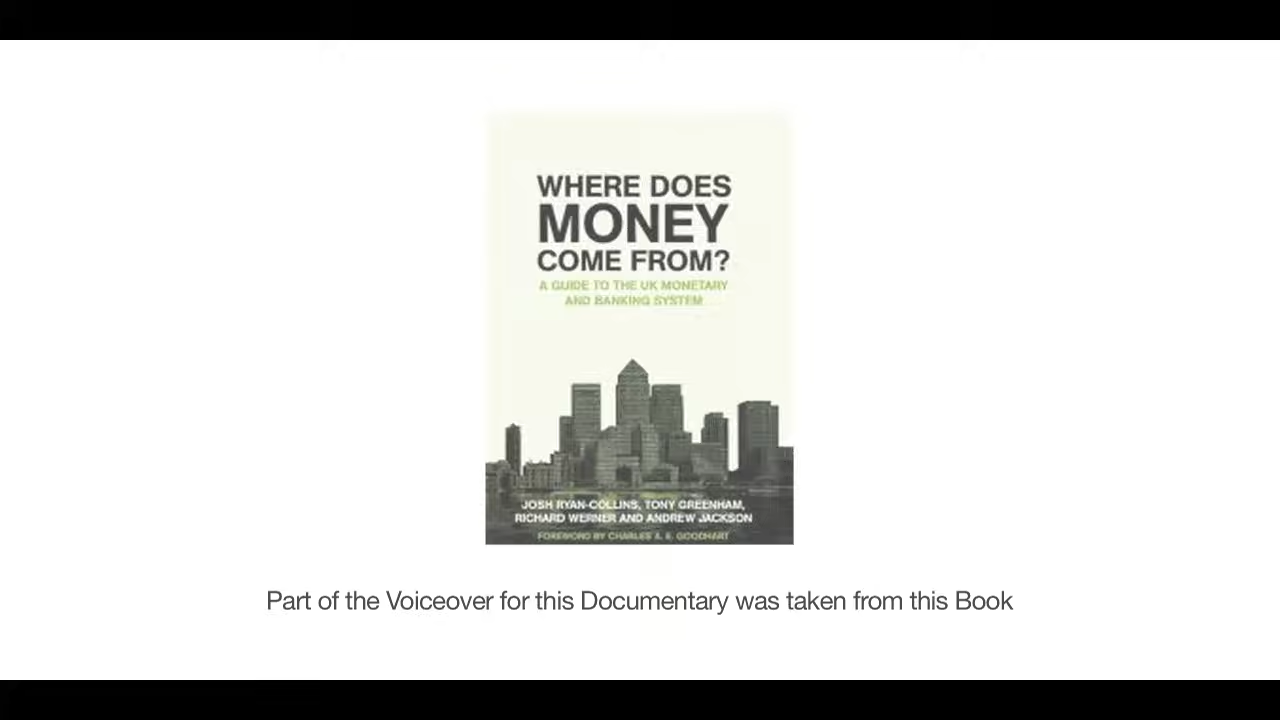 WHERE DOES
MONEY
COME FROM?
A GUIDE TO THE UK MONETARY
AND BANKING SYSTEM
JOSH RYAN-COLLINS, TONY GREENHAM,
RICHARD WERNER AND ANDREW JACKSON
FOREWORD BY CHARLES A. E. GOODHART
Part of the Voiceover for this Documentary was taken from this Book